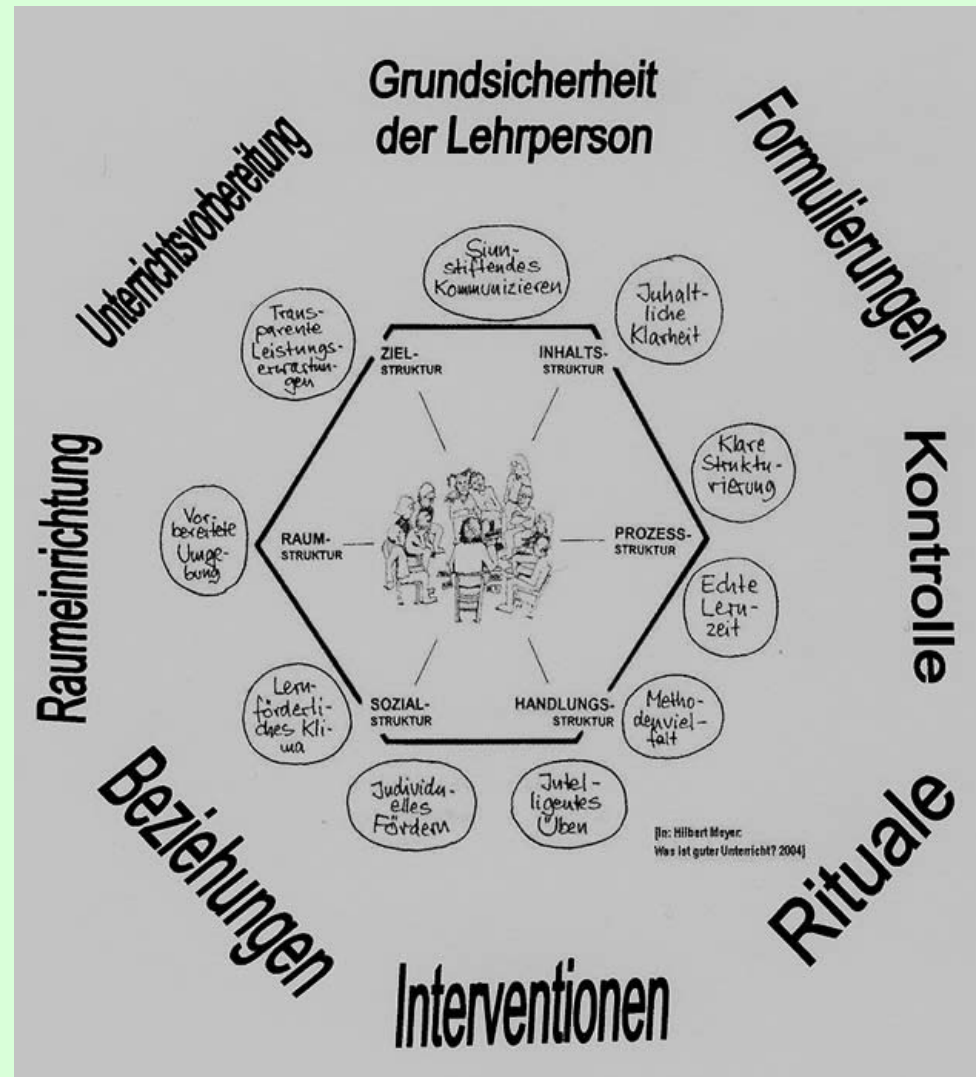 Grundsicherheit
der Lehrperson
Formulierungen
Kontrolle
Rituale
Interventionen
Beziehungen
Raumeinrichtung
Unterrichtsvorbereitung
Sinn-
stiftendes
Kommunizieren
Inhalt-
liche
Klarheit
Klare
Struktu-
rierung
Echte
Lern-
zeit
Metho-
denviel-
falt
Intel-
ligentes
Üben
Individu-
elles
Fördern
Lern-
förderli-
ches Kli-
ma
Vor-
bereitete
Umge-
bung
Trans-
parente
Leistungs-
erwartun-
gen
ZIEL-
STRUKTUR
INHALTS-
STRUKTUR
PROZESS-
STRUKTUR
HANDLUNGS-
STRUKTUR
SOZIAL-
STRUKTUR
RAUM-
STRUKTUR
[In: Hilbert Meyer:
Was ist guter Unterricht? 2004]